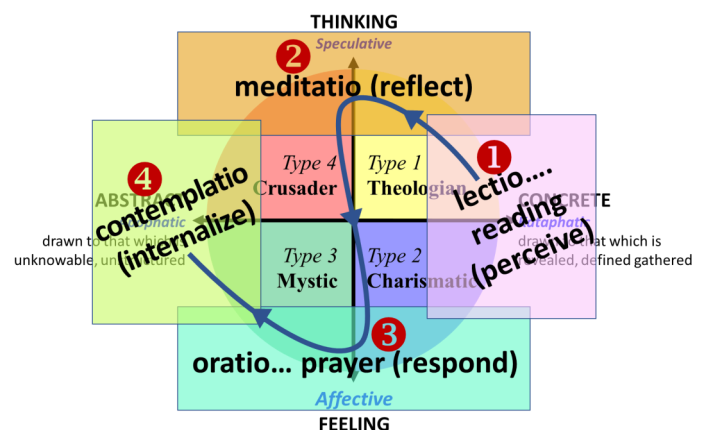 THINKING
Speculative
2
meditatio (reflect)
1
lectio….
reading
(perceive)
4
contemplatio
(internalize)
Type 4
Crusader
Type 1
Theologian
ABSTRACT
CONCRETE
Kataphatic
drawn to that which is
unknowable,
drawn to that which is
revealed, defined gathered
Type 3
Mystic
Type 2
Charismatic
3
oratio… prayer (respond)
Affective
FEELING